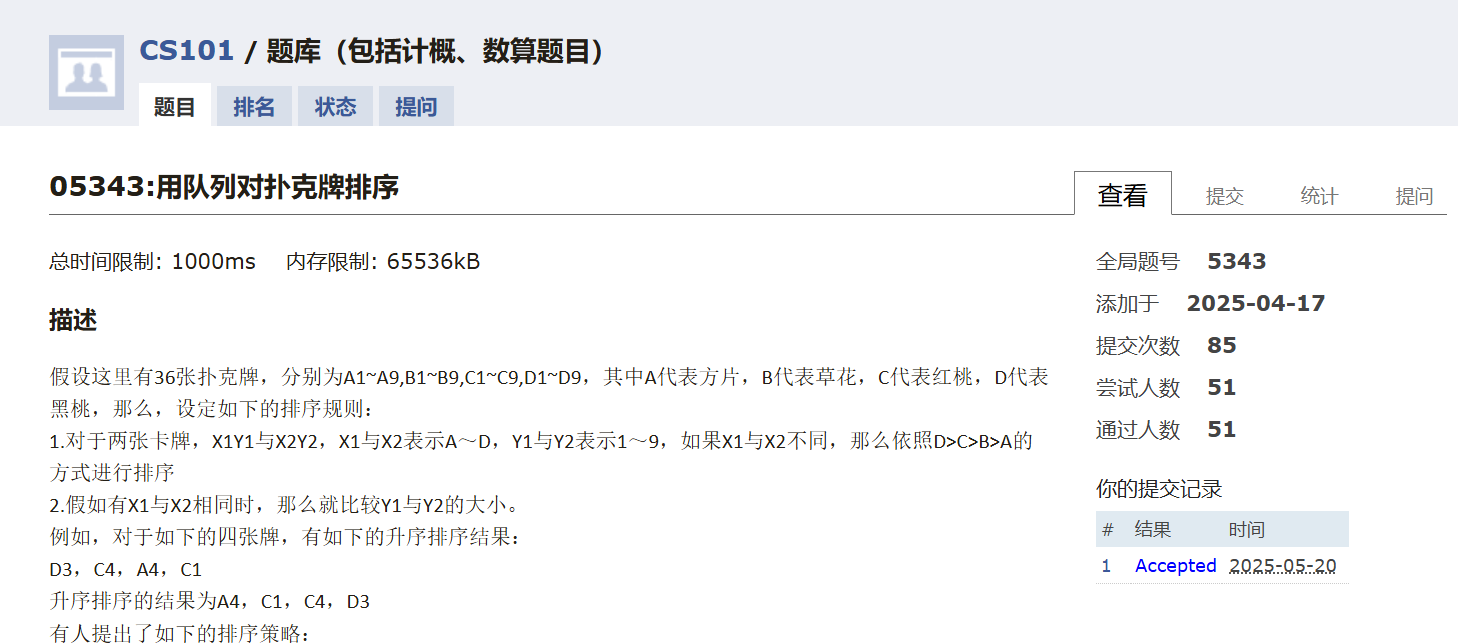 CS101 / 题库（包括计概、数算题目）
题目 排名 状态 提问
05343:用队列对扑克牌排序
查看 提交 统计 提问
总时间限制: 1000ms 内存限制: 65536kB
描述
假设这里有36张扑克牌，分别为A1~A9,B1~B9,C1~C9,D1~D9，其中A代表方片，B代表草花，C代表红桃，D代表
黑桃，那么，设定如下的排序规则：
1.对于两张卡牌，X1Y1与X2Y2，X1与X2表示A～D，Y1与Y2表示1～9，如果X1与X2不同，那么依照D>C>B>A的
方式进行排序
2.假如有X1与X2相同时，那么就比较Y1与Y2的大小。
例如，对于如下的四张牌，有如下的升序排序结果：
D3，C4，A4，C1
升序排序的结果为A4，C1，C4，D3
有人提出了如下的排序策略：
全局题号 5343
添加于 2025-04-17
提交次数 85
尝试人数 51
通过人数 51
你的提交记录
# 结果 时间
1 Accepted 2025-05-20